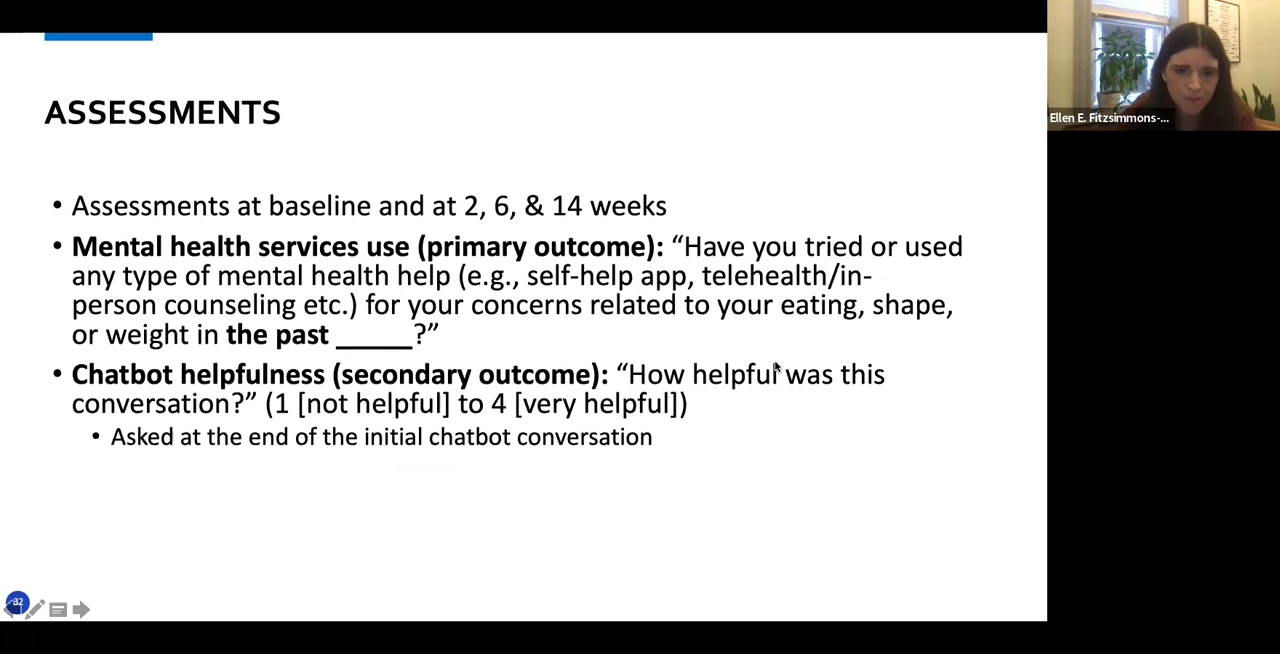 ASSESSMENTS
• Assessments at baseline and at 2, 6, & 14 weeks
• Mental health services use (primary outcome): “Have you tried or used
any type of mental health help (e.g., self-help app, telehealth/in-
person counseling etc.) for your concerns related to your eating, shape,
or weight in the past _____?”
• Chatbot helpfulness (secondary outcome): “How helpful was this
conversation?” (1 [not helpful] to 4 [very helpful])
• Asked at the end of the initial chatbot conversation
Ellen E. Fitzsimmons-...
32